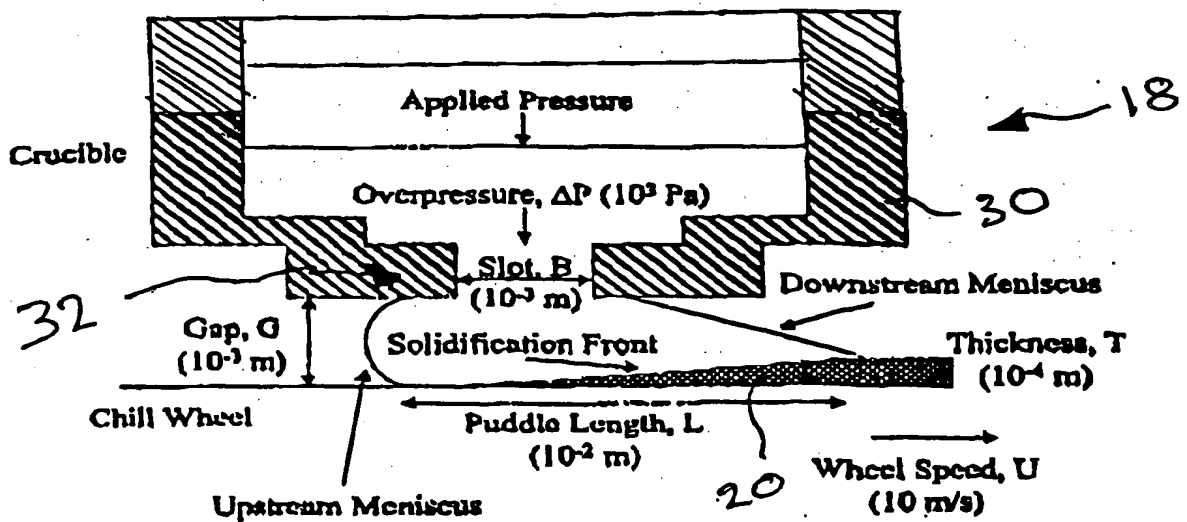 Applied Pressure
18
Crucible
Overpressure, ΔP (10³ Pa)
30
Slot, B
(10⁻³ m)
Downstream Meniscus
32
Gap, G
(10⁻³ m)
Solidification Front
Thickness, T
(10⁻⁴ m)
Chill Wheel
Puddle Length, L
(10⁻² m)
20
Wheel Speed, U
(10 m/s)
Upstream Meniscus